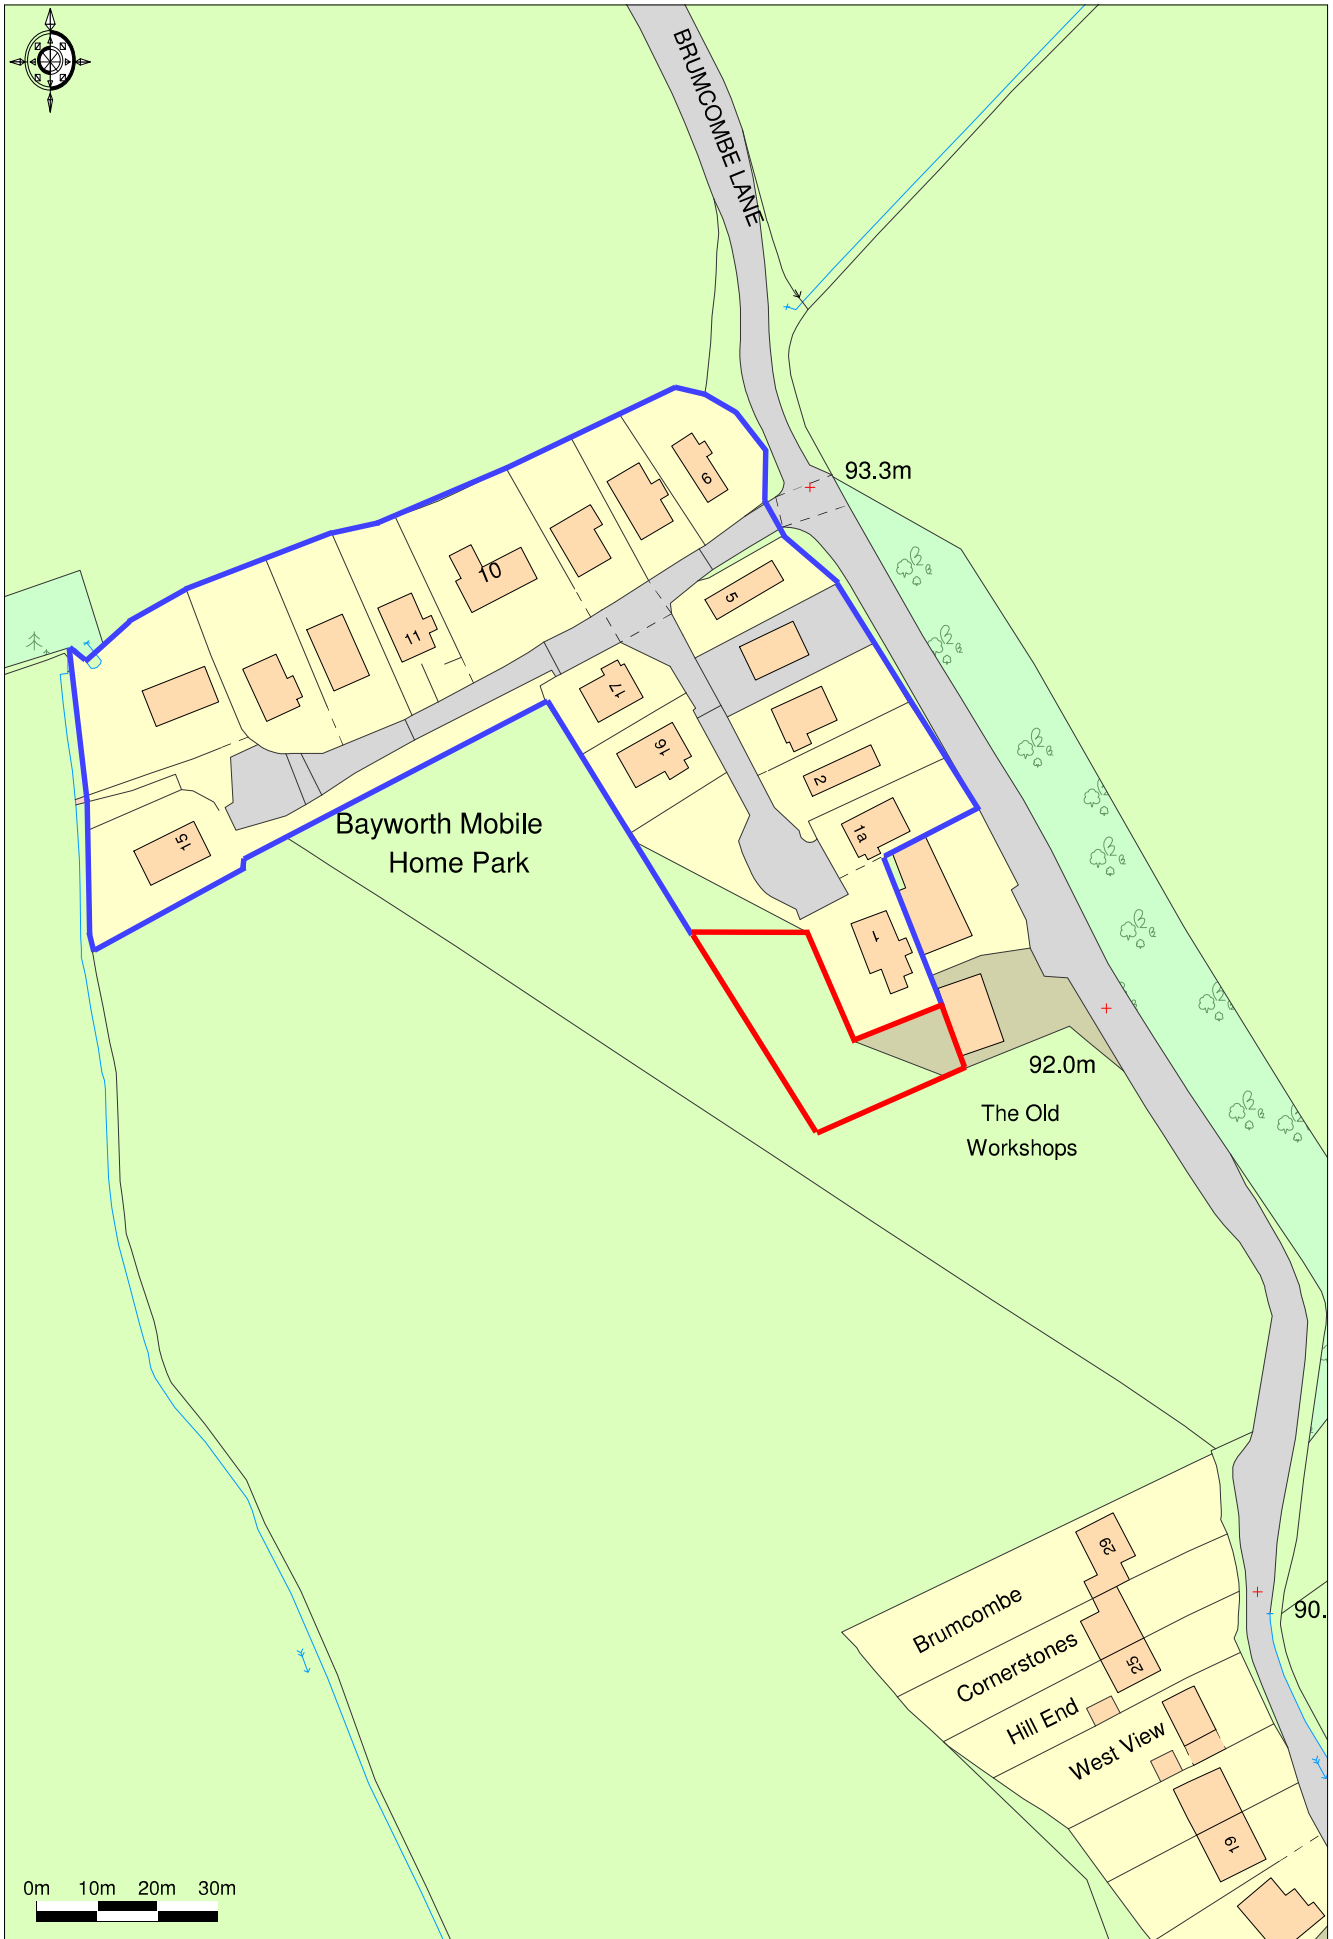 BRUMCOMBE LANE
93.3m
9
10
5
11
17
16
2
1a
15
Bayworth Mobile
Home Park
1
92.0m
The Old
Workshops
29
Brumcombe
90.
Cornerstones
25
Hill End
West View
19
0m 10m 20m 30m